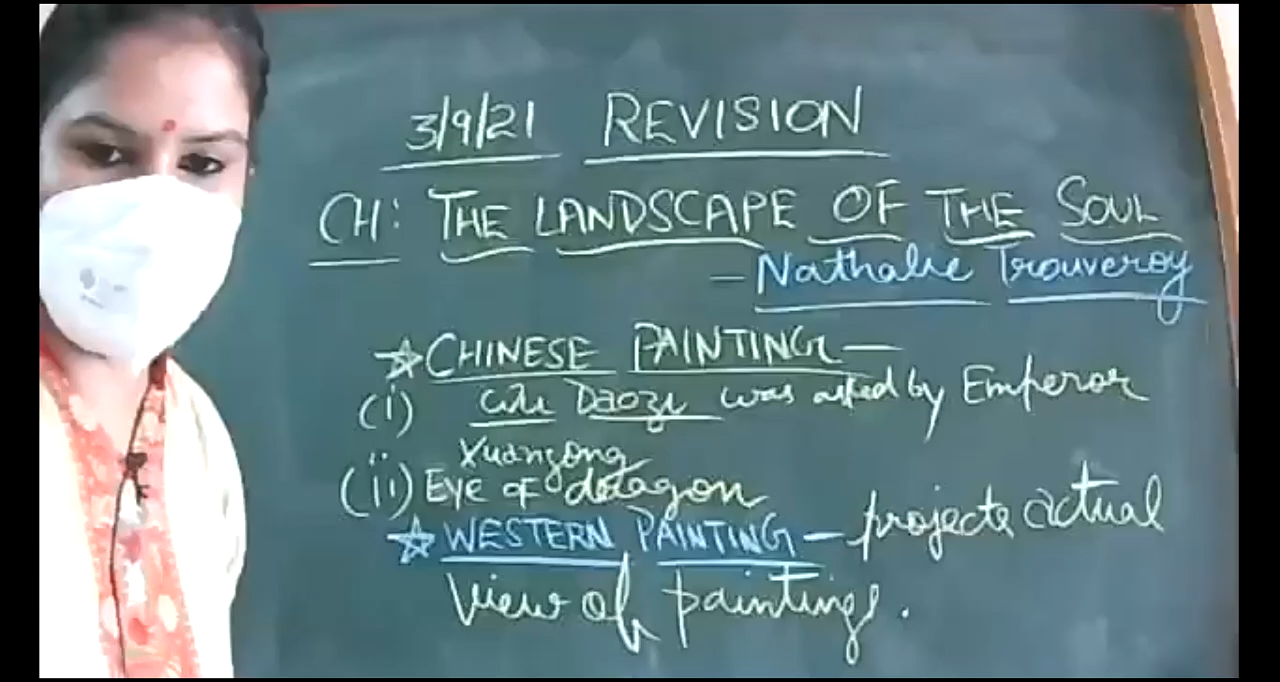 3/9/21 REVISION
CH: THE LANDSCAPE OF THE SOUL
- Nathalie Trouveroy
☆ CHINESE PAINTING -
(i) Wu Daozi was asked by Emperor
Xuanzong
(ii) Eye of dragon
☆ WESTERN PAINTING - projects actual
view of paintings.